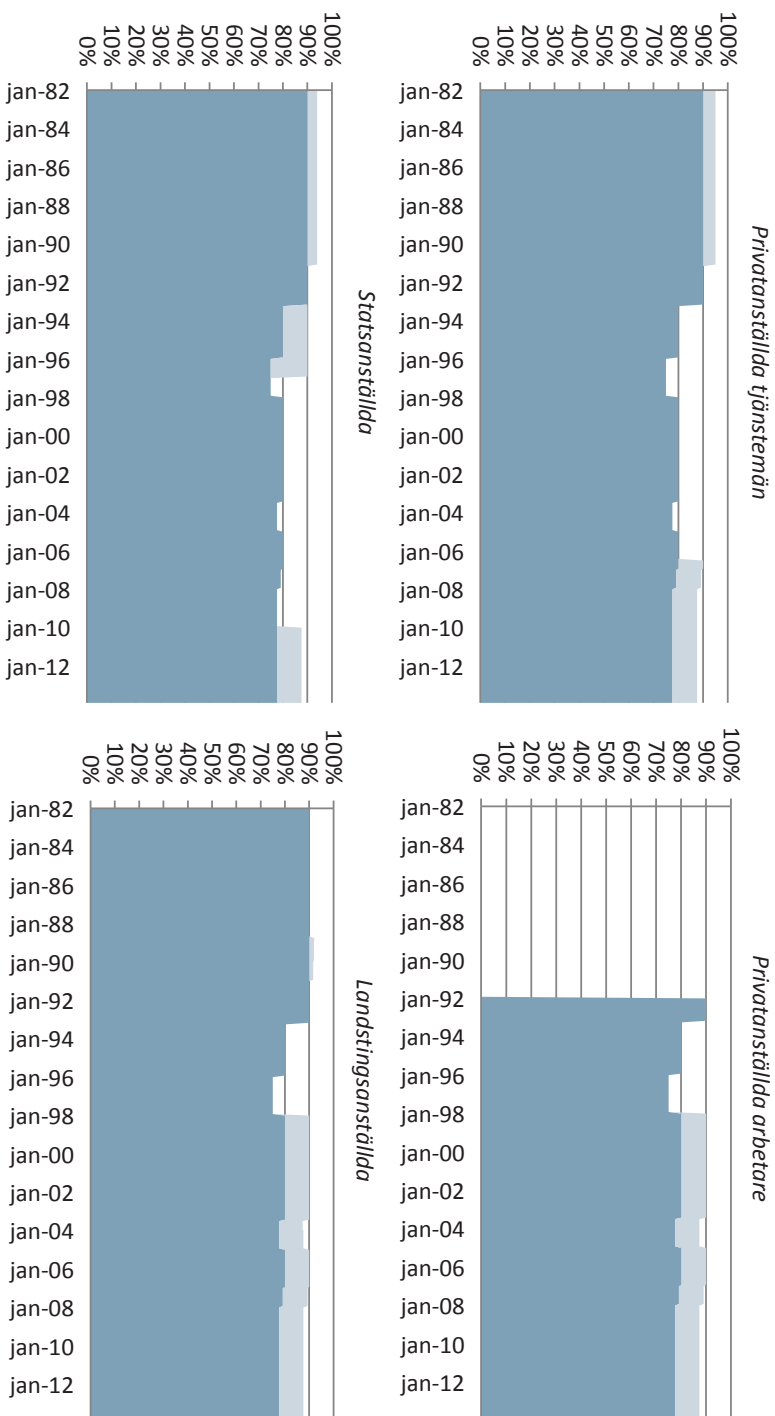 Privatanställda tjänstemän
100%
90%
80%
70%
60%
50%
40%
30%
20%
10%
0%
jan-82
jan-84
jan-86
jan-88
jan-90
jan-92
jan-94
jan-96
jan-98
jan-00
jan-02
jan-04
jan-06
jan-08
jan-10
jan-12
Privatanställda arbetare
100%
90%
80%
70%
60%
50%
40%
30%
20%
10%
0%
jan-82
jan-84
jan-86
jan-88
jan-90
jan-92
jan-94
jan-96
jan-98
jan-00
jan-02
jan-04
jan-06
jan-08
jan-10
jan-12
Statsanställda
100%
90%
80%
70%
60%
50%
40%
30%
20%
10%
0%
jan-82
jan-84
jan-86
jan-88
jan-90
jan-92
jan-94
jan-96
jan-98
jan-00
jan-02
jan-04
jan-06
jan-08
jan-10
jan-12
Landstingsanställda
100%
90%
80%
70%
60%
50%
40%
30%
20%
10%
0%
jan-82
jan-84
jan-86
jan-88
jan-90
jan-92
jan-94
jan-96
jan-98
jan-00
jan-02
jan-04
jan-06
jan-08
jan-10
jan-12